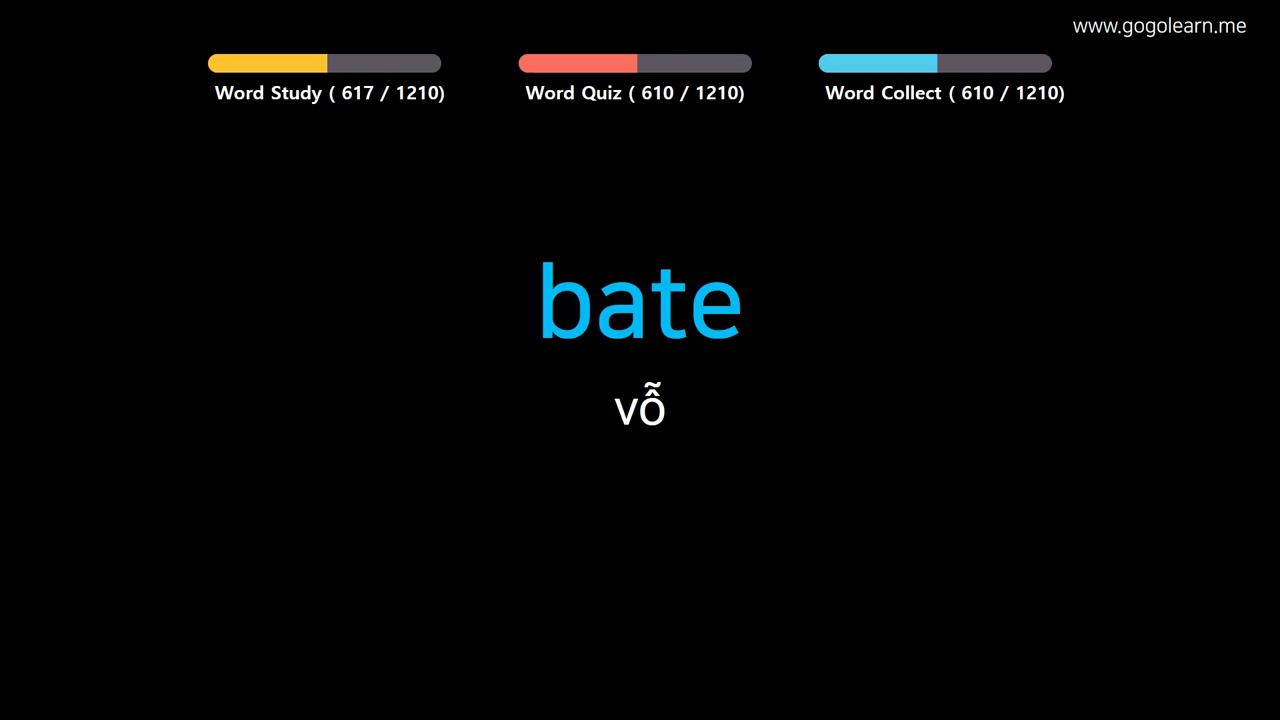 www.gogolearn.me
Word Study ( 617 / 1210)
Word Quiz ( 610 / 1210)
Word Collect ( 610 / 1210)
bate
vỗ